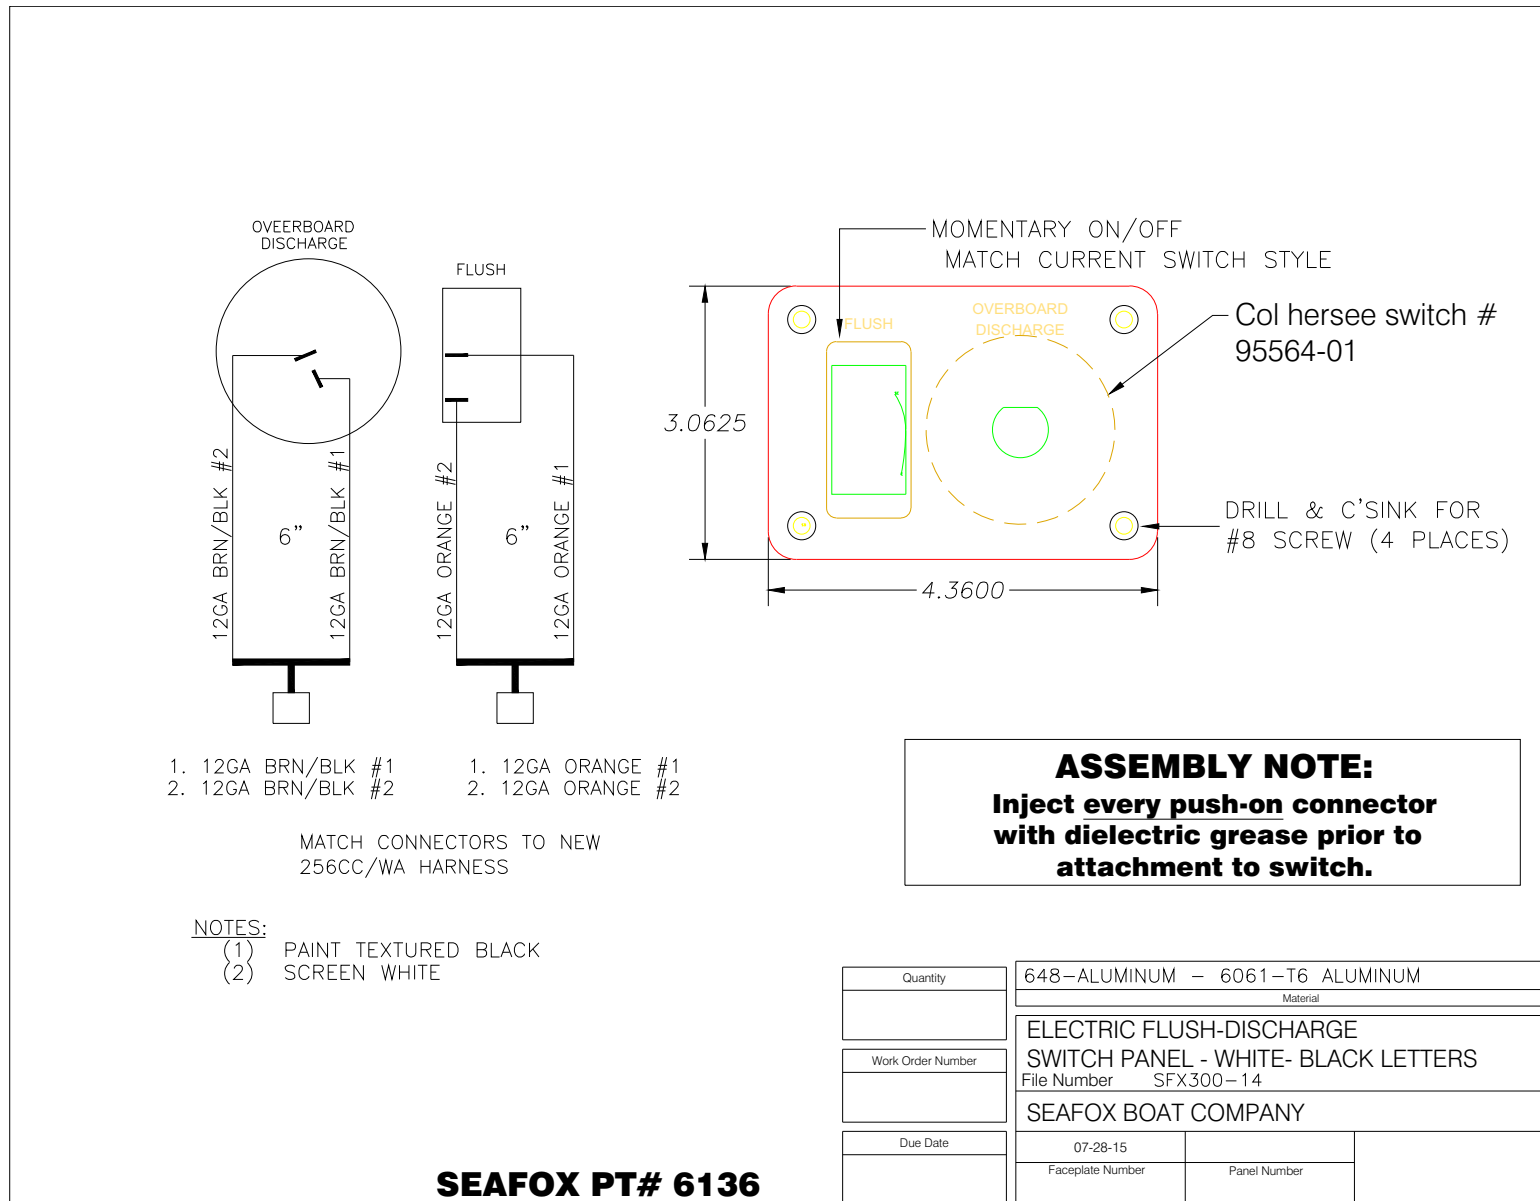 OVEERBOARD
DISCHARGE
FLUSH
12GA BRN/BLK #2
12GA BRN/BLK #1
6”
12GA ORANGE #2
12GA ORANGE #1
6”
1. 12GA BRN/BLK #1
2. 12GA BRN/BLK #2
1. 12GA ORANGE #1
2. 12GA ORANGE #2
MATCH CONNECTORS TO NEW
256CC/WA HARNESS
NOTES:
(1) PAINT TEXTURED BLACK
(2) SCREEN WHITE
MOMENTARY ON/OFF
MATCH CURRENT SWITCH STYLE
FLUSH
OVERBOARD
DISCHARGE
Col hersee switch #
95564-01
3.0625
4.3600
DRILL & C'SINK FOR
#8 SCREW (4 PLACES)
ASSEMBLY NOTE:
Inject every push-on connector
with dielectric grease prior to
attachment to switch.
Quantity
Work Order Number
Due Date
648-ALUMINUM - 6061-T6 ALUMINUM
Material
ELECTRIC FLUSH-DISCHARGE
SWITCH PANEL - WHITE- BLACK LETTERS
File Number SFX300-14
SEAFOX BOAT COMPANY
07-28-15
Faceplate Number
Panel Number
SEAFOX PT# 6136